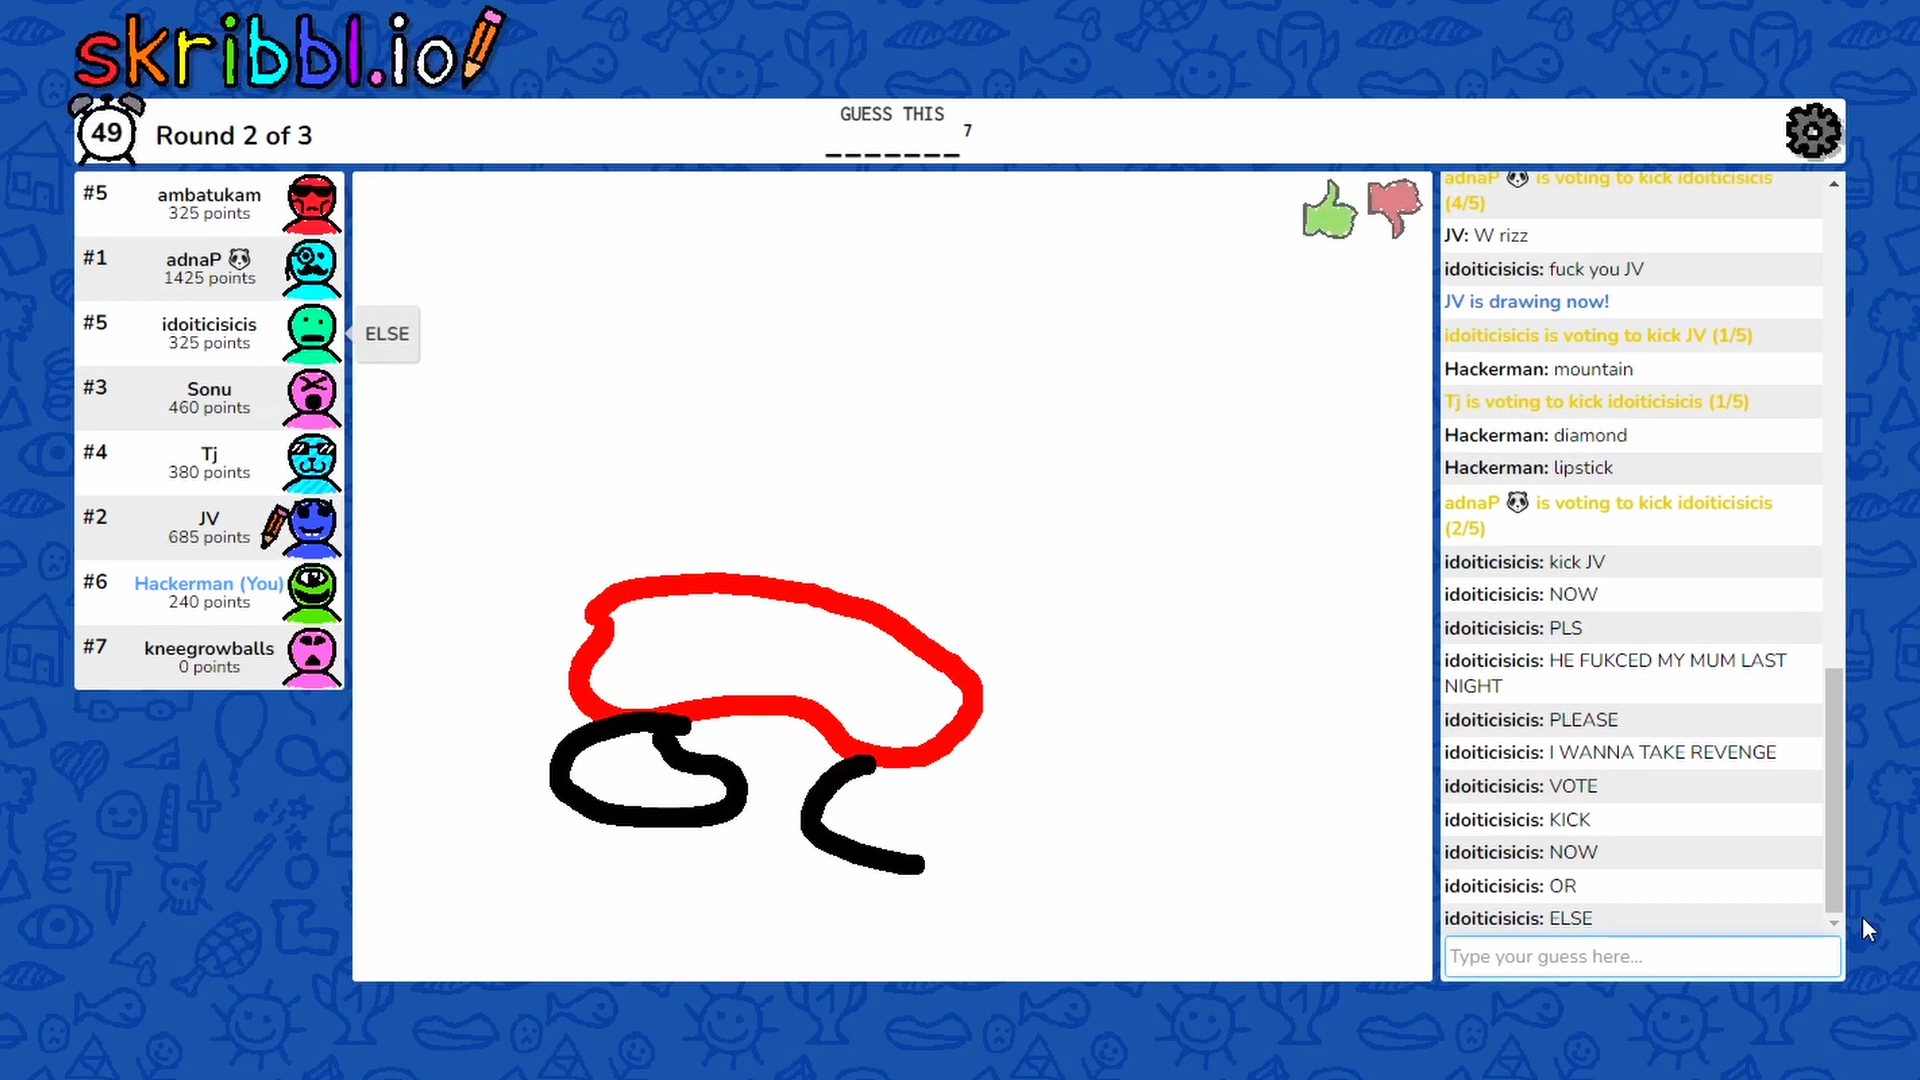 skribbl.io
49
Round 2 of 3
GUESS THIS
_______ 7
#5 ambatukam
325 points
#1 adnaP 🐼
1425 points
#5 idoiticisicis
325 points
ELSE
#3 Sonu
460 points
#4 Tj
380 points
#2 JV
685 points
#6 Hackerman (You)
240 points
#7 kneegrowballs
0 points
adnaP 🐼 is voting to kick idoiticisicis
(4/5)
JV: W rizz
idoiticisicis: fuck you JV
JV is drawing now!
idoiticisicis is voting to kick JV (1/5)
Hackerman: mountain
Tj is voting to kick idoiticisicis (1/5)
Hackerman: diamond
Hackerman: lipstick
adnaP 🐼 is voting to kick idoiticisicis
(2/5)
idoiticisicis: kick JV
idoiticisicis: NOW
idoiticisicis: PLS
idoiticisicis: HE FUKCED MY MUM LAST
NIGHT
idoiticisicis: PLEASE
idoiticisicis: I WANNA TAKE REVENGE
idoiticisicis: VOTE
idoiticisicis: KICK
idoiticisicis: NOW
idoiticisicis: OR
idoiticisicis: ELSE
Type your guess here...